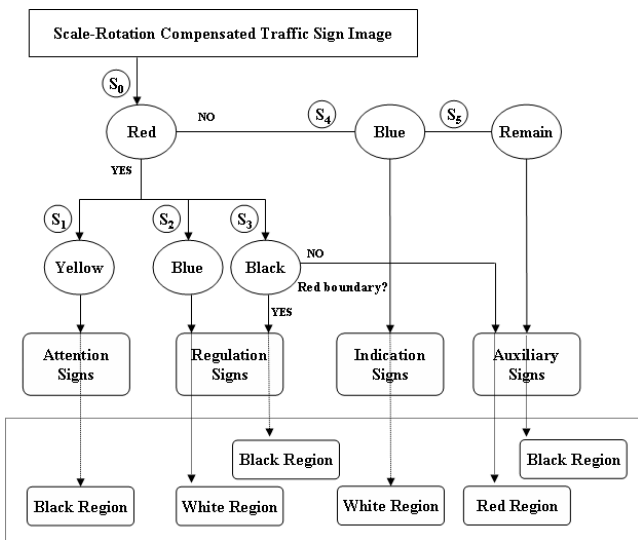 Scale-Rotation Compensated Traffic Sign Image
S0
Red
NO
S4
Blue
S5
Remain
YES
S1
S2
S3
Yellow
Blue
Black
NO
Red boundary?
YES
Attention
Signs
Regulation
Signs
Indication
Signs
Auxiliary
Signs
Black Region
Black Region
Black Region
White Region
White Region
Red Region